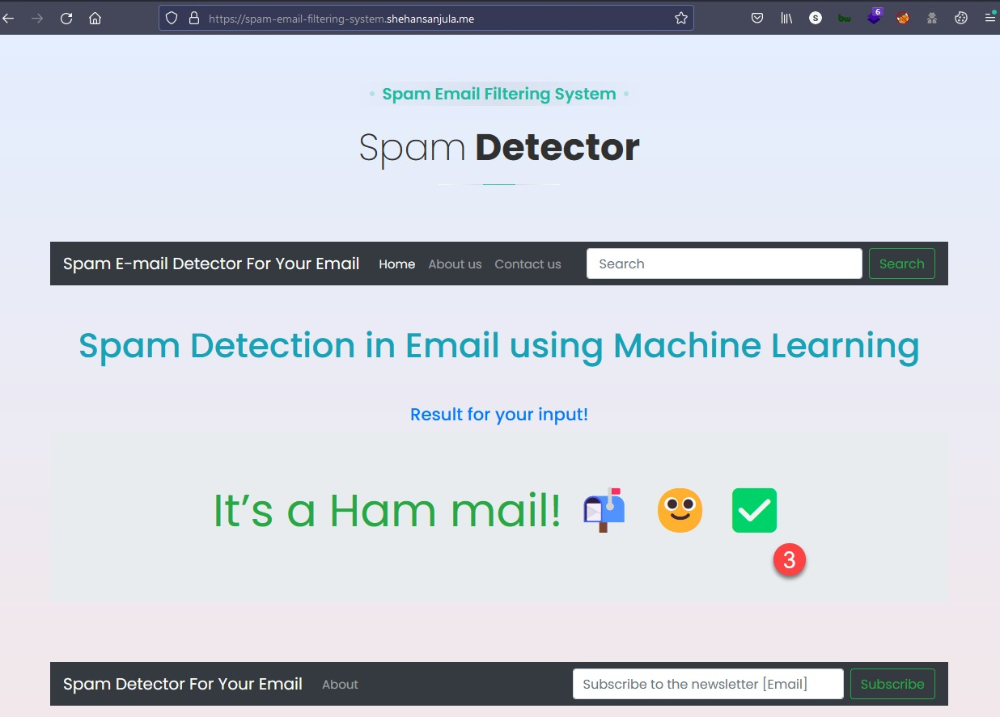 https://spam-email-filtering-system.shehansanjula.me
S
bw
6
Spam Email Filtering System
Spam Detector
Spam E-mail Detector For Your Email Home About us Contact us Search Search
Spam Detection in Email using Machine Learning
Result for your input!
It’s a Ham mail!
3
Spam Detector For Your Email About Subscribe to the newsletter [Email] Subscribe